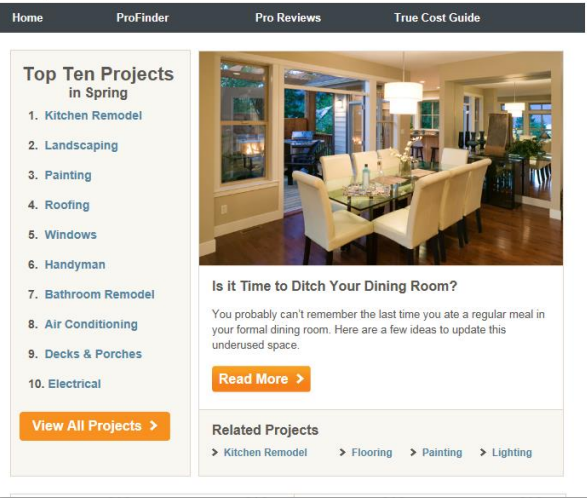 Home ProFinder Pro Reviews True Cost Guide
Top Ten Projects
in Spring
1. Kitchen Remodel
2. Landscaping
3. Painting
4. Roofing
5. Windows
6. Handyman
7. Bathroom Remodel
8. Air Conditioning
9. Decks & Porches
10. Electrical
View All Projects >
Is it Time to Ditch Your Dining Room?
You probably can't remember the last time you ate a regular meal in
your formal dining room. Here are a few ideas to update this
underused space.
Read More >
Related Projects
> Kitchen Remodel > Flooring > Painting > Lighting